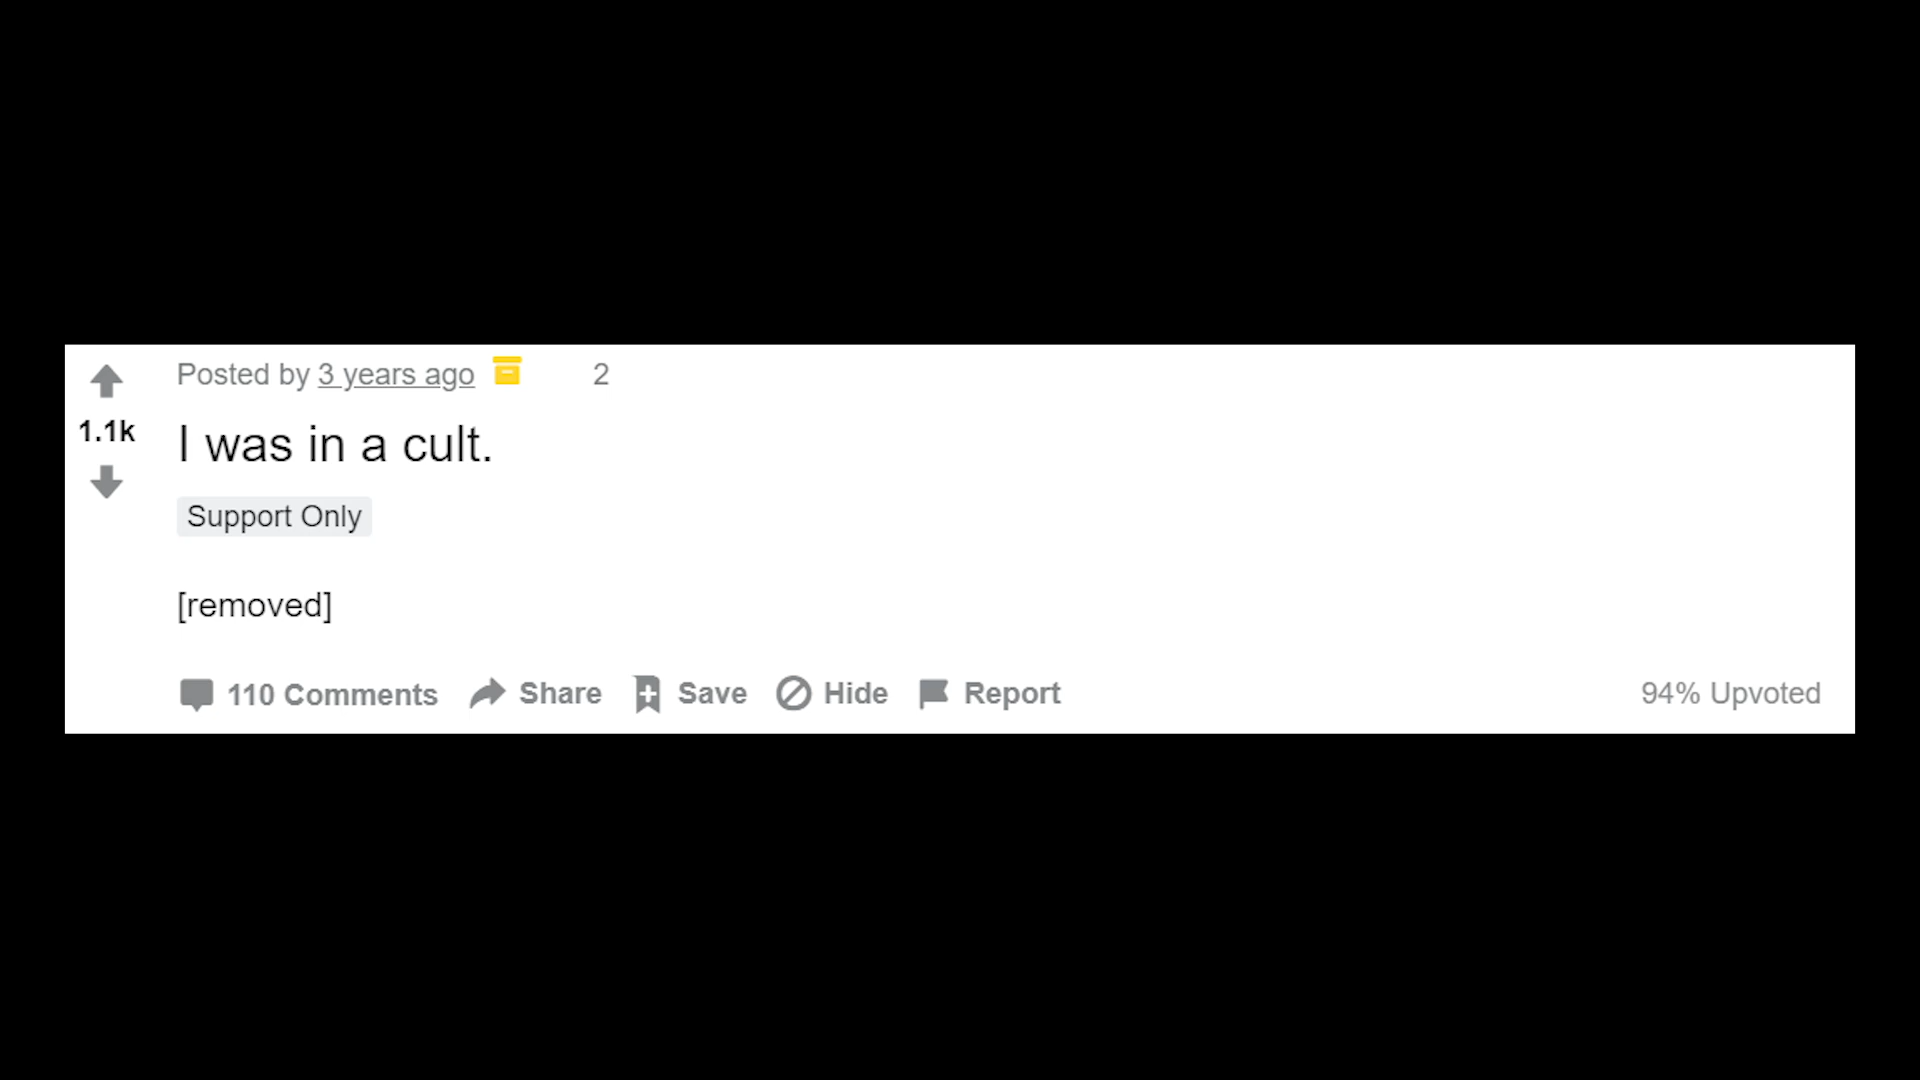 Posted by 3 years ago 2
1.1k
I was in a cult.
Support Only
[removed]
110 Comments Share Save Hide Report 94% Upvoted